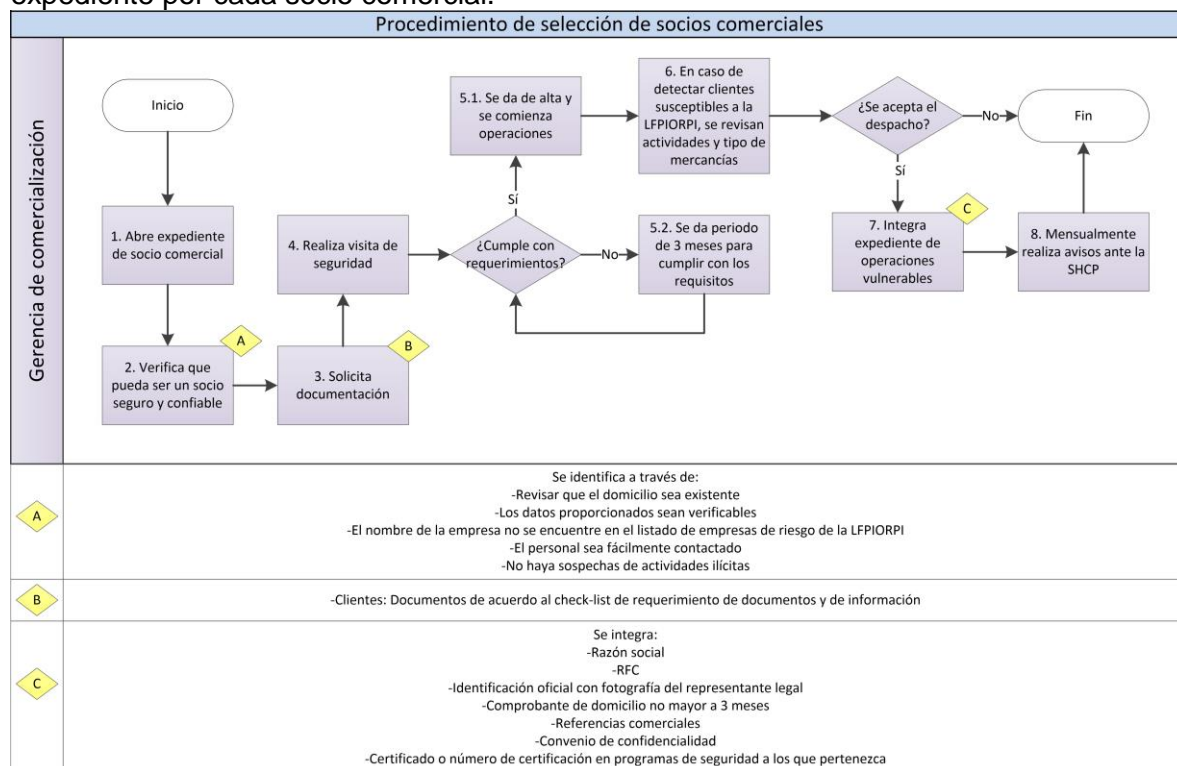 expediente por cada socio comercial.
Procedimiento de selección de socios comerciales
Gerencia de comercialización
Inicio
1. Abre expediente
de socio comercial
2. Verifica que
pueda ser un socio
seguro y confiable
A
3. Solicita
documentación
B
4. Realiza visita de
seguridad
¿Cumple con
requerimientos?
Sí
No
5.1. Se da de alta y
se comienza
operaciones
5.2. Se da periodo
de 3 meses para
cumplir con los
requisitos
6. En caso de
detectar clientes
susceptibles a la
LFPIORPI, se revisan
actividades y tipo de
mercancías
¿Se acepta el
despacho?
No
Sí
Fin
7. Integra
expediente de
operaciones
vulnerables
C
8. Mensualmente
realiza avisos ante la
SHCP
A
Se identifica a través de:
-Revisar que el domicilio sea existente
-Los datos proporcionados sean verificables
-El nombre de la empresa no se encuentre en el listado de empresas de riesgo de la LFPIORPI
-El personal sea fácilmente contactado
-No haya sospechas de actividades ilícitas
B
-Clientes: Documentos de acuerdo al check-list de requerimiento de documentos y de información
C
Se integra:
-Razón social
-RFC
-Identificación oficial con fotografía del representante legal
-Comprobante de domicilio no mayor a 3 meses
-Referencias comerciales
-Convenio de confidencialidad
-Certificado o número de certificación en programas de seguridad a los que pertenezca